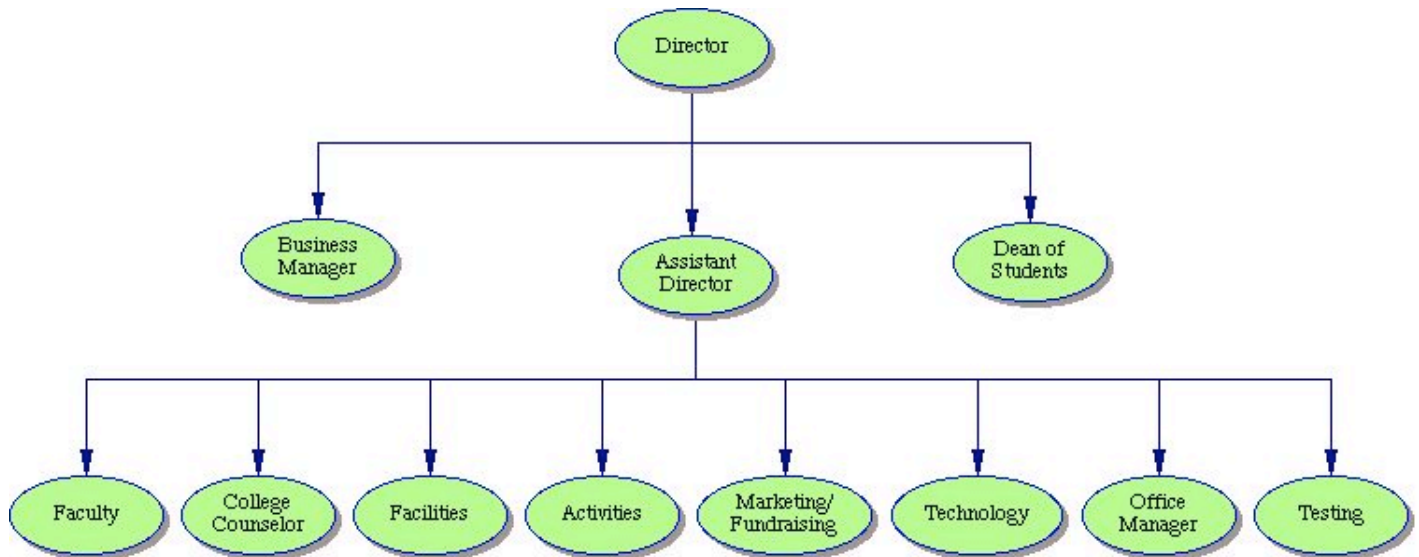 Director
Business
Manager
Assistant
Director
Dean of
Students
Faculty
College
Counselor
Facilities
Activities
Marketing/
Fundraising
Technology
Office
Manager
Testing